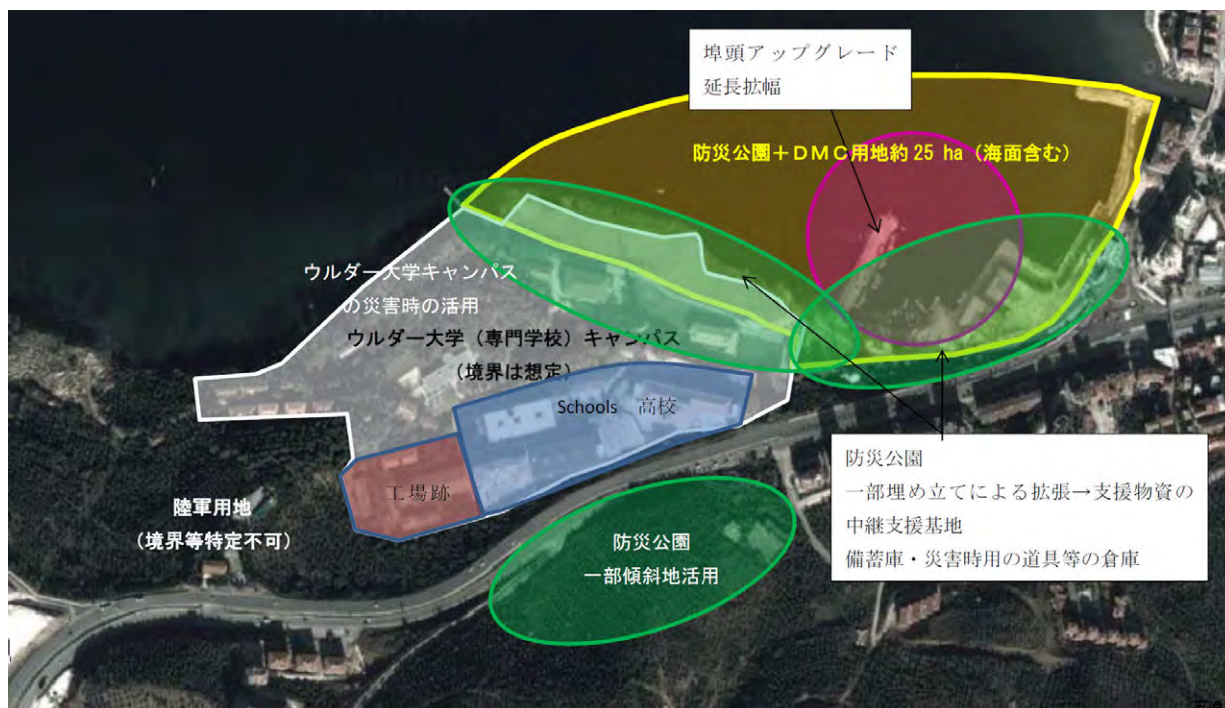 埠頭アップグレード
延長拡幅
防災公園＋ＤＭＣ用地約 25 ha（海面含む）
ウルダー大学キャンパス
の災害時の活用
ウルダー大学（専門学校）キャンパス
（境界は想定）
Schools 高校
工場跡
陸軍用地
（境界等特定不可）
防災公園
一部傾斜地活用
防災公園
一部埋め立てによる拡張→支援物資の
中継支援基地
備蓄庫・災害時用の道具等の倉庫